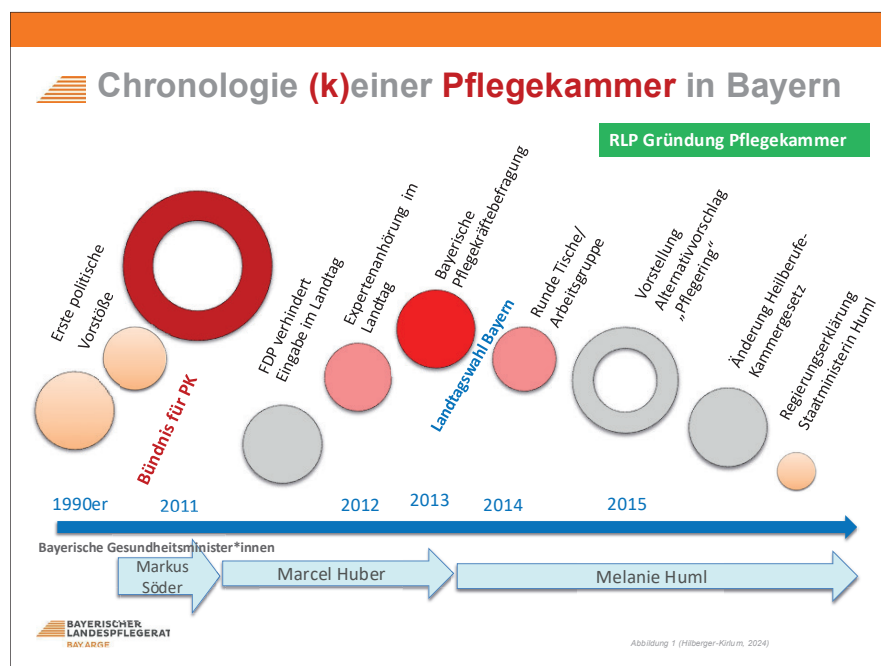 Chronologie (k)einer Pflegekammer in Bayern
RLP Gründung Pflegekammer
Erste politische
Vorstöße
Bündnis für PK
FDP verhindert
Eingabe im Landtag
Expertenanhörung im
Landtag
Bayerische
Pflegekräftebefragung
Landtagswahl Bayern
Runde Tische/
Arbeitsgruppe
Vorstellung
Alternativvorschlag
„Pflegering“
Änderung Heilberufe-
Kammergesetz
Regierungserklärung
Staatministerin Huml
1990er
2011
2012
2013
2014
2015
Bayerische Gesundheitsminister*innen
Markus
Söder
Marcel Huber
Melanie Huml
BAYERISCHER
LANDESPFLEGERAT
BAY.ARGE
Abbildung 1 (Hilberger-Kirlum, 2024)